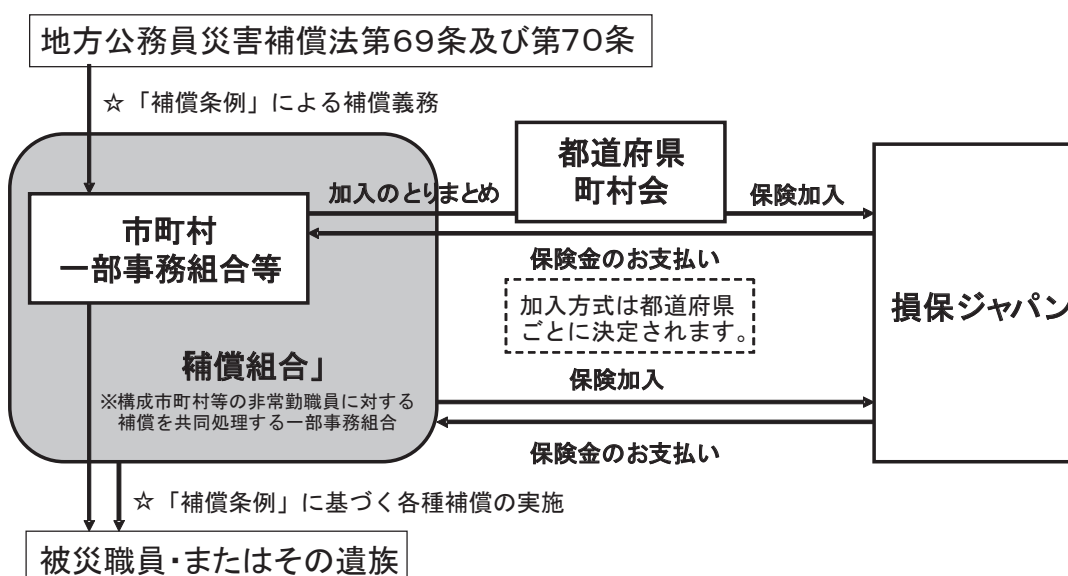 地方公務員災害補償法第69条及び第70条
☆「補償条例」による補償義務
都道府県
町村会
加入のとりまとめ
保険加入
市町村
一部事務組合等
保険金のお支払い
加入方式は都道府県
ごとに決定されます。
損保ジャパン
「補償組合」
※構成市町村等の非常勤職員に対する
補償を共同処理する一部事務組合
保険加入
保険金のお支払い
☆「補償条例」に基づく各種補償の実施
被災職員・またはその遺族